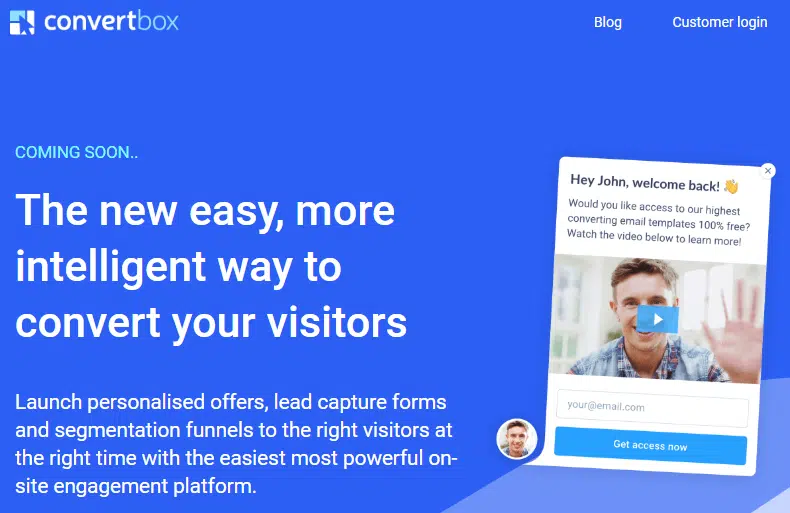 convertbox
Blog
Customer login
COMING SOON..
The new easy, more
intelligent way to
convert your visitors
Launch personalised offers, lead capture forms
and segmentation funnels to the right visitors at
the right time with the easiest most powerful on-
site engagement platform.
Hey John, welcome back! 👋
Would you like access to our highest
converting email templates 100% free?
Watch the video below to learn more!
your@email.com
Get access now